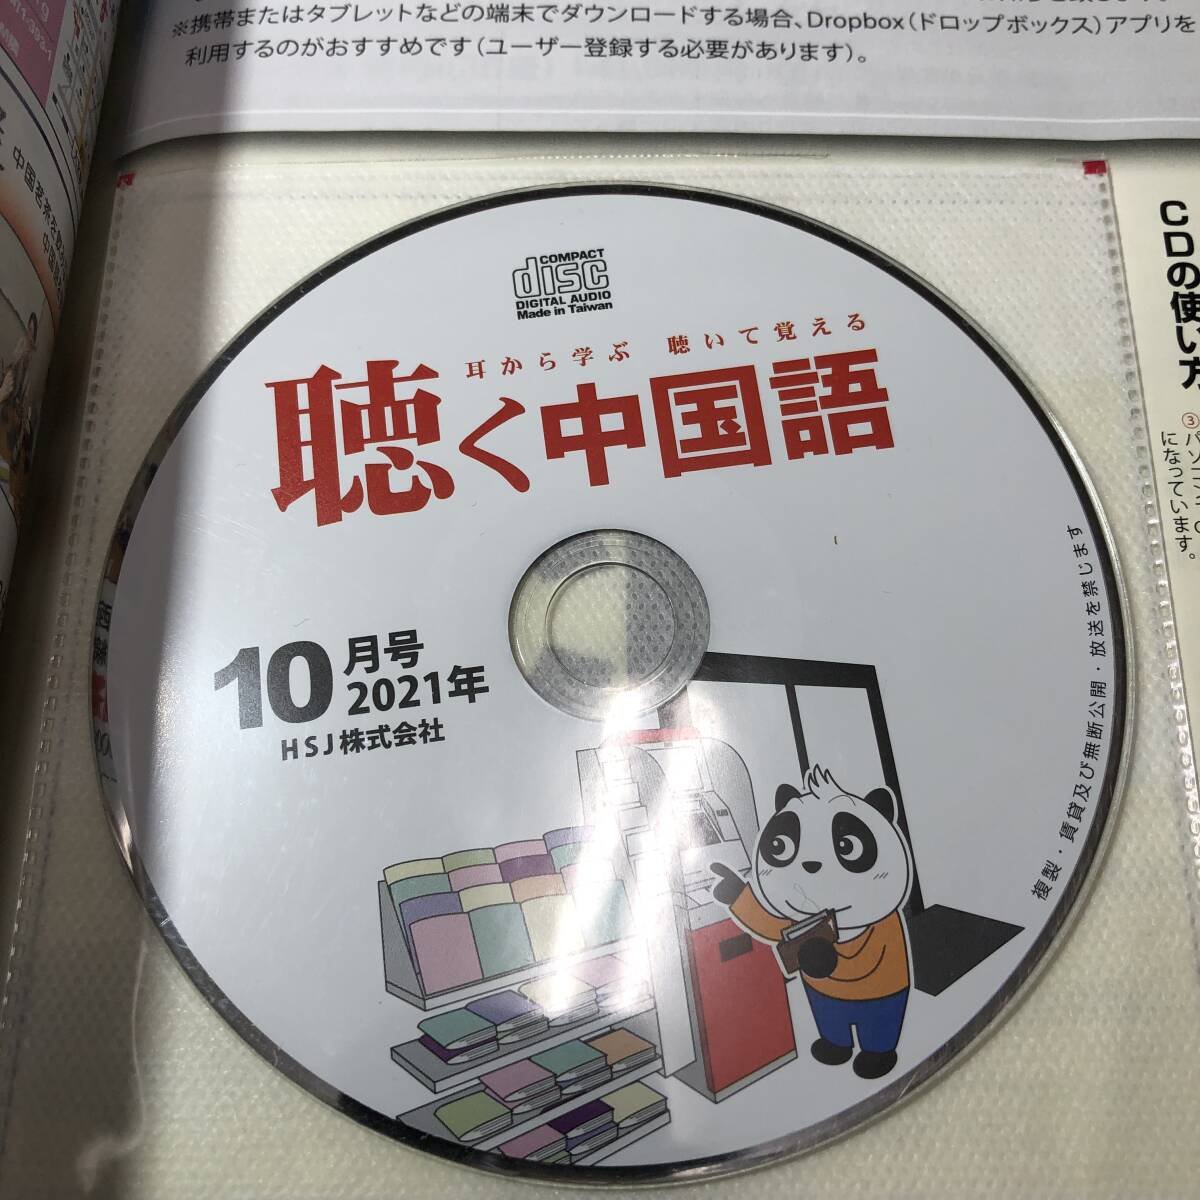 ※携帯またはタブレットなどの端末でダウンロードする場合、Dropbox(ドロップボックス)アプリを
利用するのがおすすめです(ユーザー登録する必要があります)。
COMPACT
disc
DIGITAL AUDIO
Made in Taiwan
耳から学ぶ 聴いて覚える
聴く中国語
10月号
2021年
HSJ株式会社
複製・賃貸及び無断公開・放送を禁じます
CDの使い方
になっています。